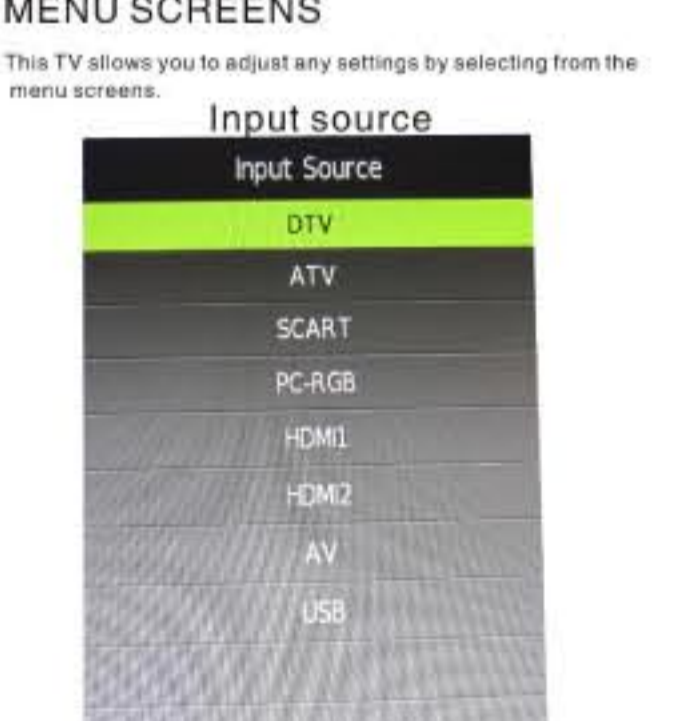 MENU SCREENS
This TV sllows you to adjust any settings by selecting from the
menu screens.
Input source
Input Source
DTV
ATV
SCART
PC-RGB
HDMI1
HDMI2
AV
USB